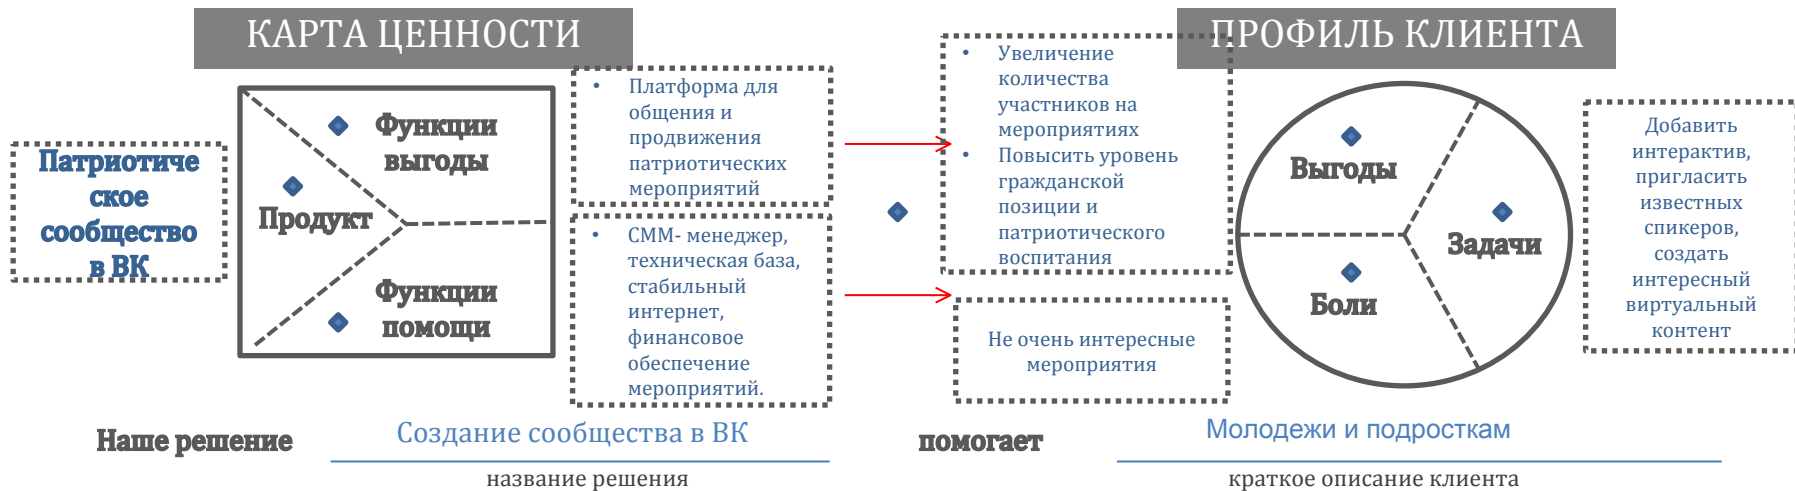 КАРТА ЦЕННОСТИ
ПРОФИЛЬ КЛИЕНТА
Патриотиче
ское
сообщество
в ВК
Функции
выгоды
Продукт
Функции
помощи
• Платформа для
общения и
продвижения
патриотических
мероприятий
• СММ- менеджер,
техническая база,
стабильный
интернет,
финансовое
обеспечение
мероприятий.
• Увеличение
количества
участников на
мероприятиях
• Повысить уровень
гражданской
позиции и
патриотического
воспитания
Не очень интересные
мероприятия
Выгоды
Задачи
Боли
Добавить
интерактив,
пригласить
известных
спикеров,
создать
интересный
виртуальный
контент
Наше решение
Создание сообщества в ВК
помогает
Молодежи и подросткам
название решения
краткое описание клиента